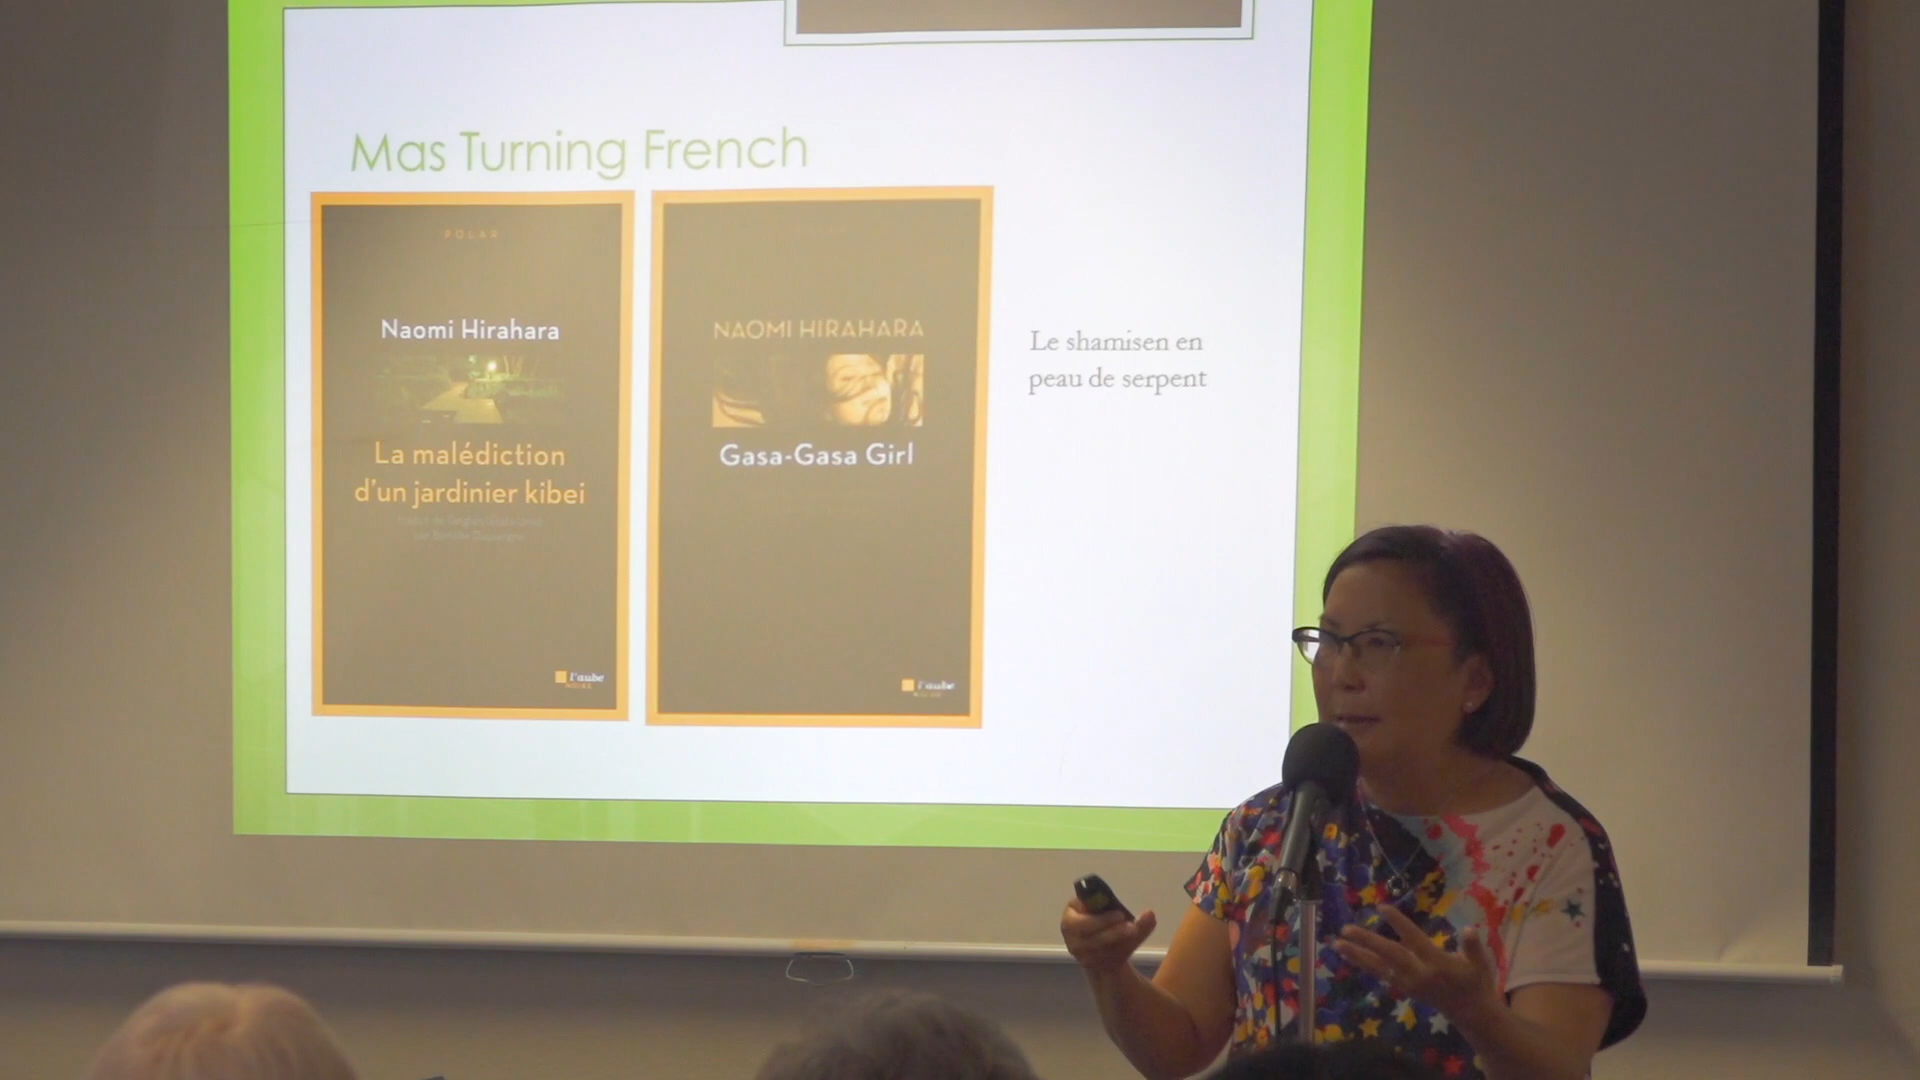 Mas Turning French
POLAR
Naomi Hirahara
La malédiction
d'un jardinier kibei
l'aube
NOIRE
NAOMI HIRAHARA
Gasa-Gasa Girl
l'aube
Le shamisen en
peau de serpent